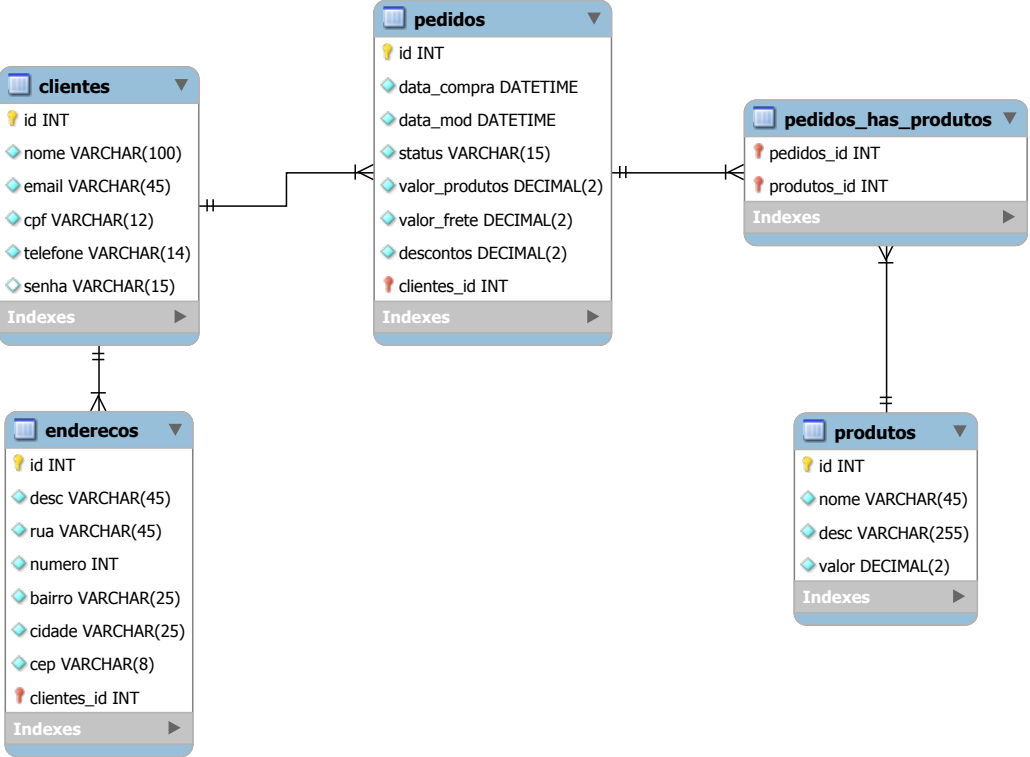 clientes
id INT
nome VARCHAR(100)
email VARCHAR(45)
cpf VARCHAR(12)
telefone VARCHAR(14)
senha VARCHAR(15)
Indexes
pedidos
id INT
data_compra DATETIME
data_mod DATETIME
status VARCHAR(15)
valor_produtos DECIMAL(2)
valor_frete DECIMAL(2)
descontos DECIMAL(2)
clientes_id INT
Indexes
pedidos_has_produtos
pedidos_id INT
produtos_id INT
Indexes
enderecos
id INT
desc VARCHAR(45)
rua VARCHAR(45)
numero INT
bairro VARCHAR(25)
cidade VARCHAR(25)
cep VARCHAR(8)
clientes_id INT
Indexes
produtos
id INT
nome VARCHAR(45)
desc VARCHAR(255)
valor DECIMAL(2)
Indexes